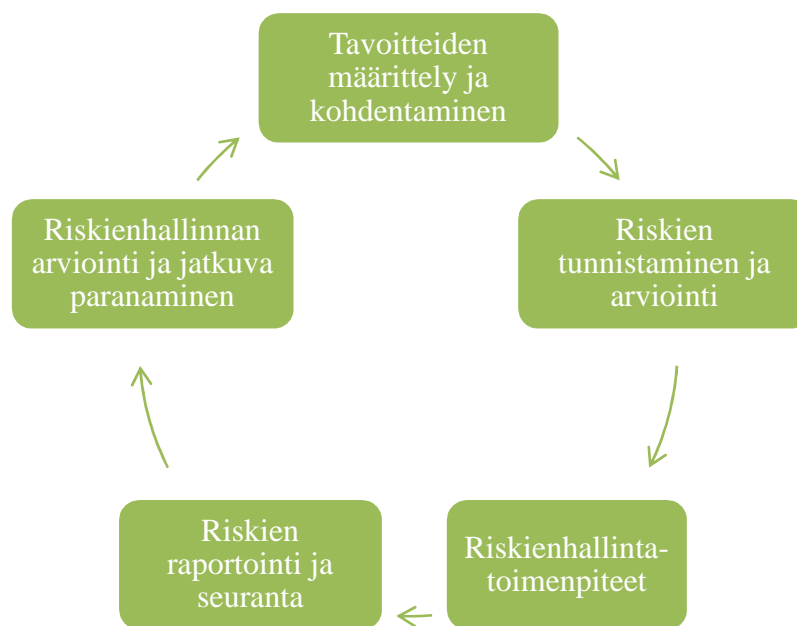 Tavoitteiden
määrittely ja
kohdentaminen
Riskien
tunnistaminen ja
arviointi
Riskienhallinta-
toimenpiteet
Riskien
raportointi ja
seuranta
Riskienhallinnan
arviointi ja jatkuva
paranaminen